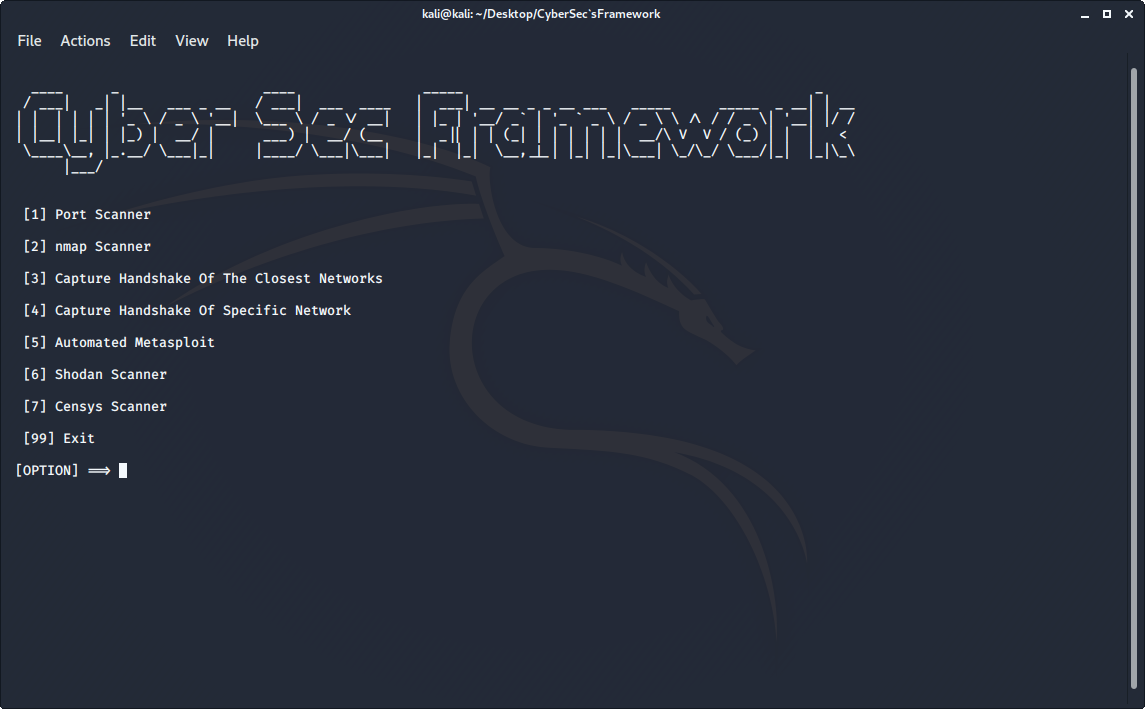 kali@kali: ~/Desktop/CyberSec`sFramework
File Actions Edit View Help
Cyber Sec Framework
[1] Port Scanner
[2] nmap Scanner
[3] Capture Handshake Of The Closest Networks
[4] Capture Handshake Of Specific Network
[5] Automated Metasploit
[6] Shodan Scanner
[7] Censys Scanner
[99] Exit
[OPTION] ⟹